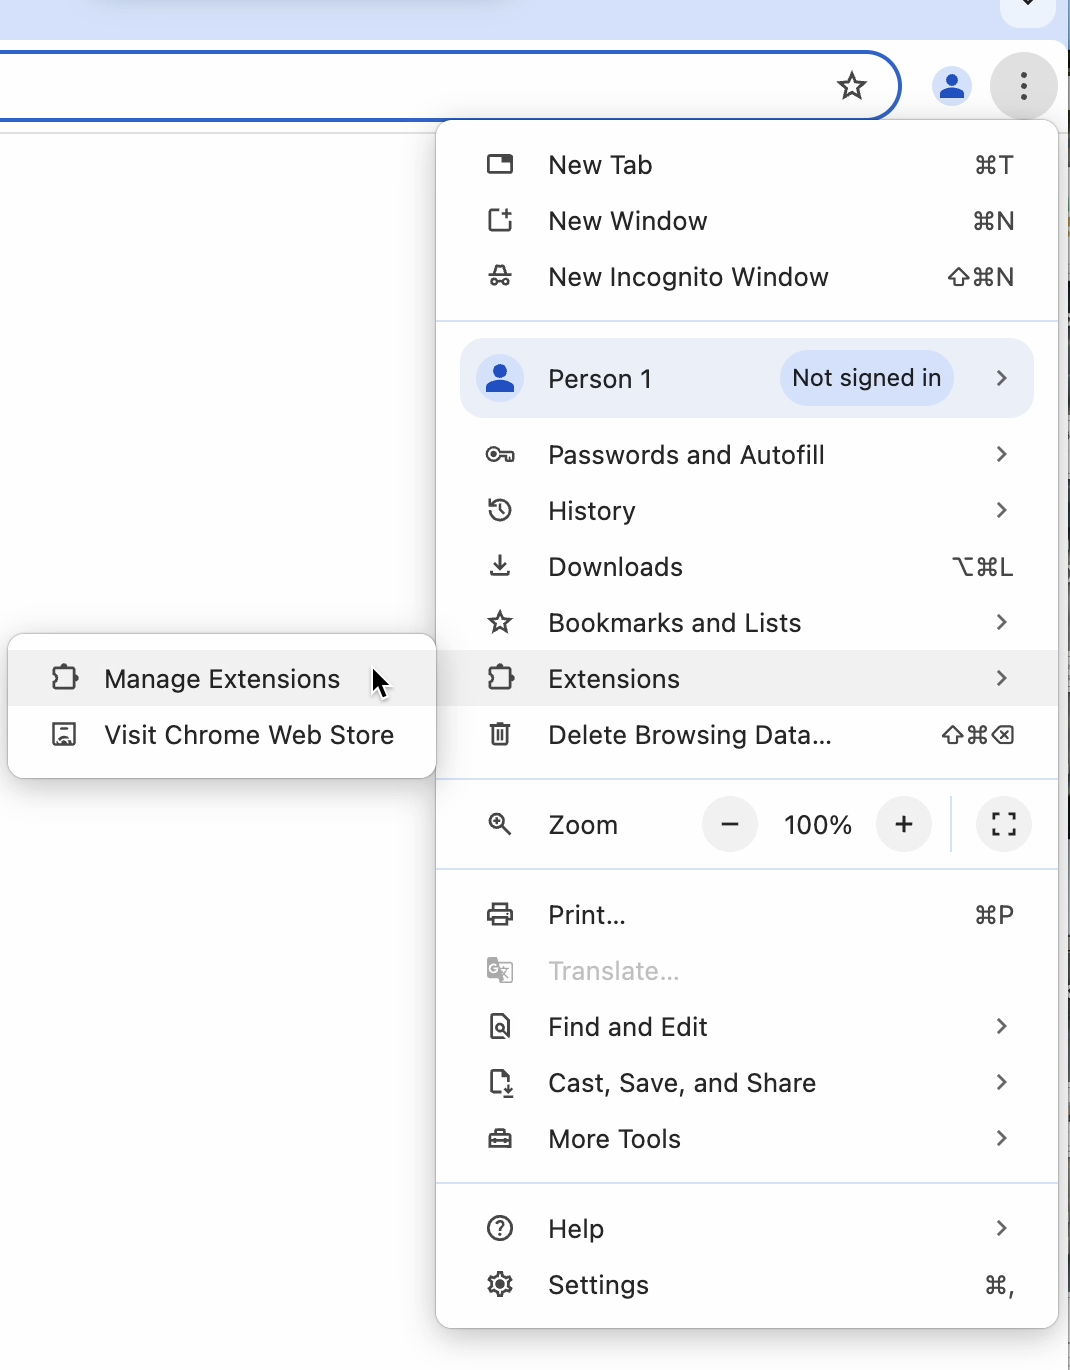 New Tab ⌘T
New Window ⌘N
New Incognito Window ⇧⌘N
Person 1 Not signed in
Passwords and Autofill
History
Downloads ⌥⌘L
Bookmarks and Lists
Manage Extensions
Visit Chrome Web Store
Extensions
Delete Browsing Data... ⇧⌘⌫
Zoom − 100% +
Print... ⌘P
Translate...
Find and Edit
Cast, Save, and Share
More Tools
Help
Settings ⌘,